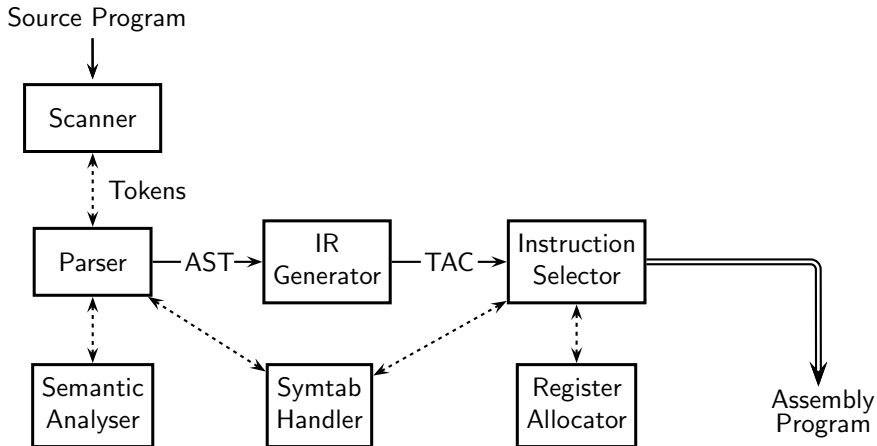 Source Program
Scanner
Tokens
Parser
AST
IR
Generator
TAC
Instruction
Selector
Semantic
Analyser
Symtab
Handler
Register
Allocator
Assembly
Program